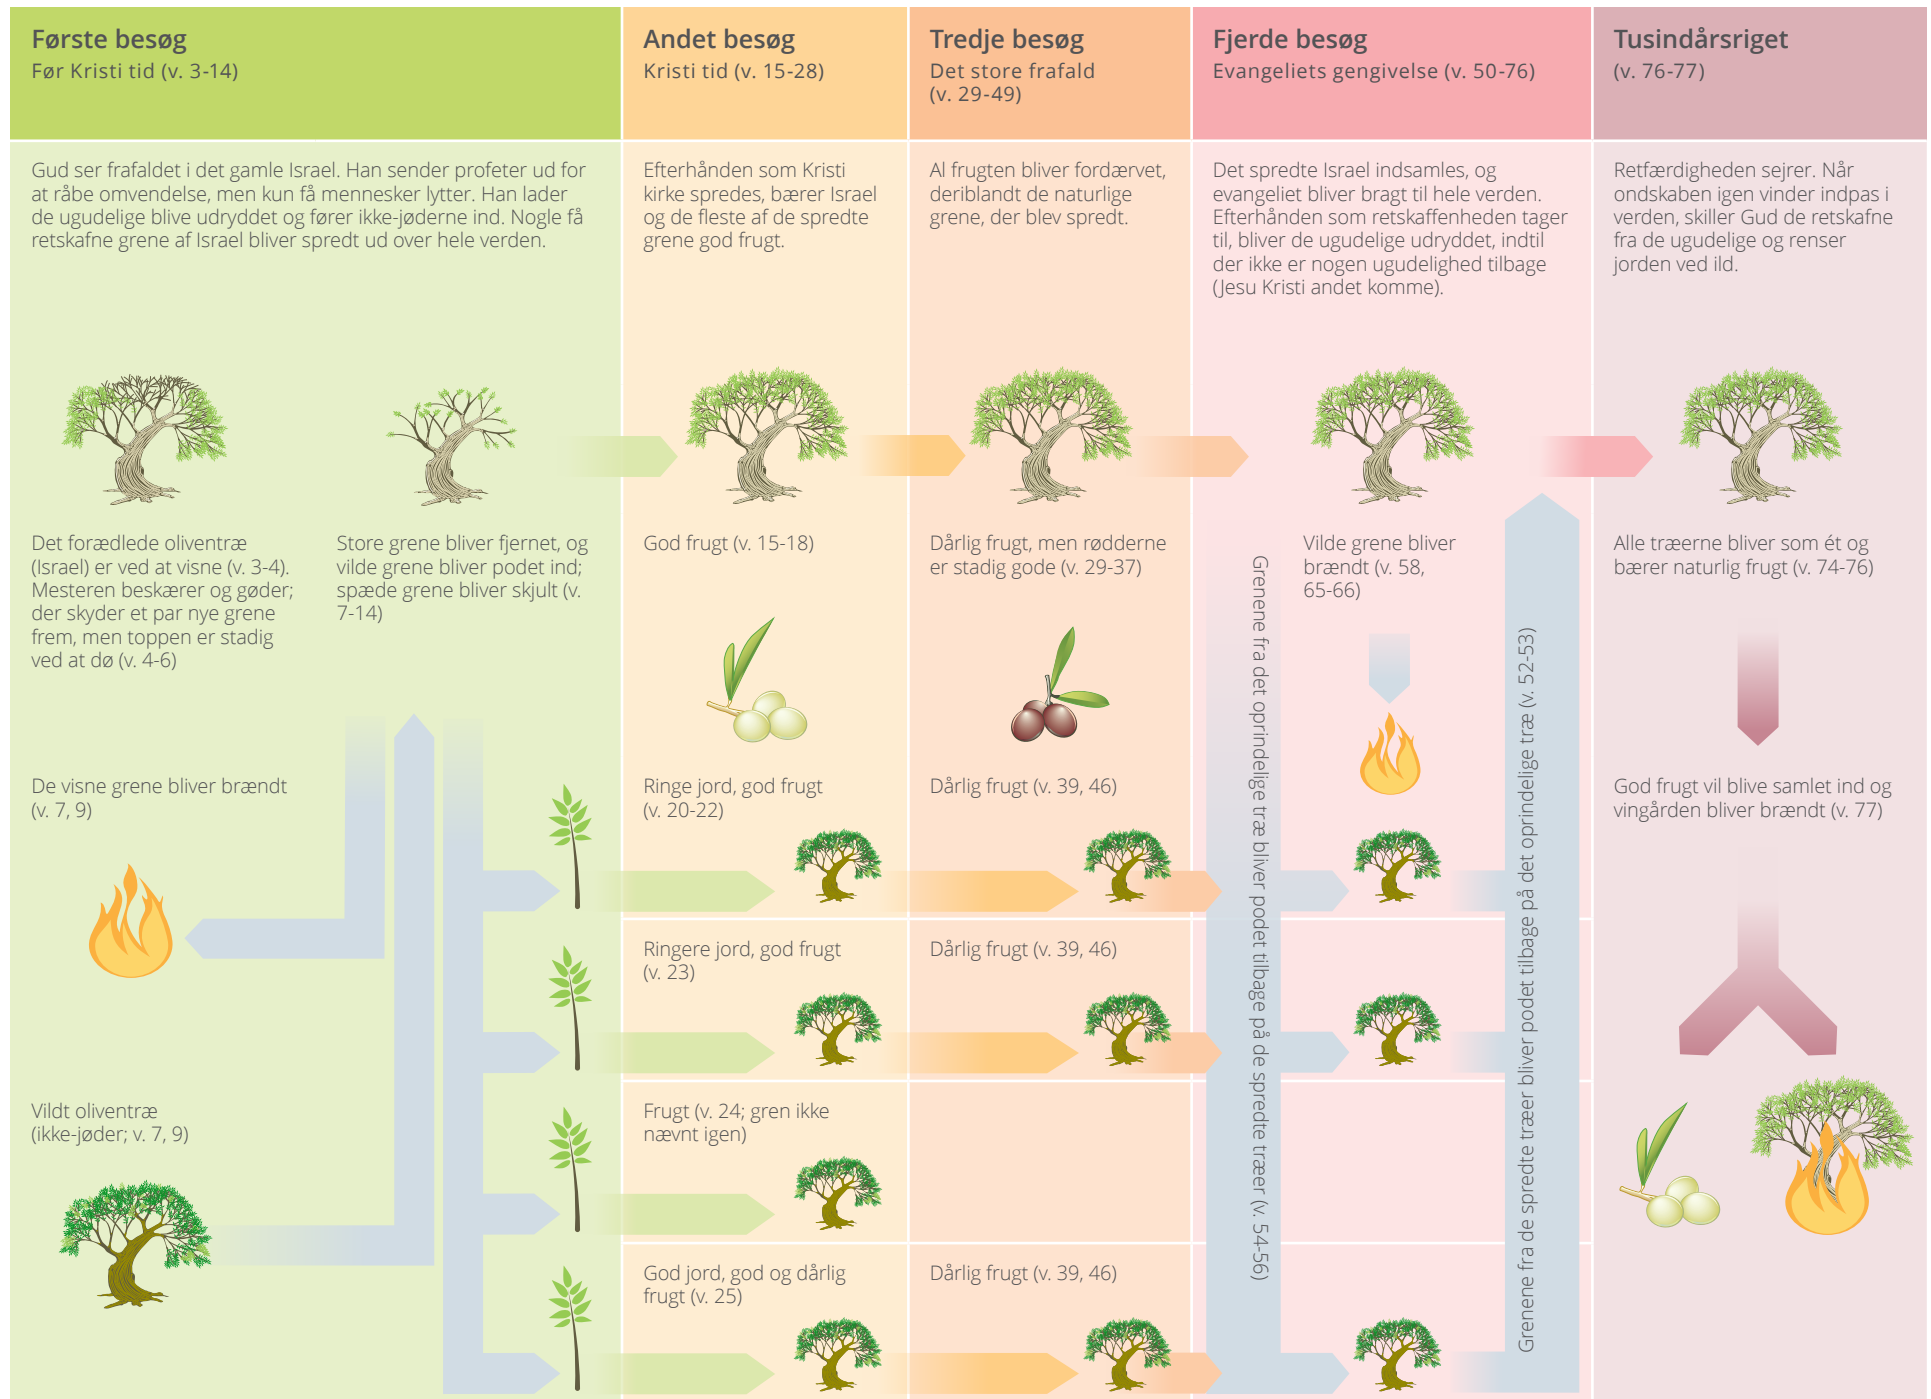 Første besøg
Før Kristi tid (v. 3-14)
Andet besøg
Kristi tid (v. 15-28)
Tredje besøg
Det store frafald
(v. 29-49)
Fjerde besøg
Evangeliets gengivelse (v. 50-76)
Tusindårsriget
(v. 76-77)
Gud ser frafaldet i det gamle Israel. Han sender profeter ud for
at råbe omvendelse, men kun få mennesker lytter. Han lader
de ugudelige blive udryddet og fører ikke-jøderne ind. Nogle få
retskafne grene af Israel bliver spredt ud over hele verden.
Efterhånden som Kristi
kirke spredes, bærer Israel
og de fleste af de spredte
grene god frugt.
Al frugten bliver fordærvet,
deriblandt de naturlige
grene, der blev spredt.
Det spredte Israel indsamles, og
evangeliet bliver bragt til hele verden.
Efterhånden som retskaffenheden tager
til, bliver de ugudelige udryddet, indtil
der ikke er nogen ugudelighed tilbage
(Jesu Kristi andet komme).
Retfærdigheden sejrer. Når
ondskaben igen vinder indpas i
verden, skiller Gud de retskafne
fra de ugudelige og renser
jorden ved ild.
Det forædlede oliventræ
(Israel) er ved at visne (v. 3-4).
Mesteren beskærer og gøder;
der skyder et par nye grene
frem, men toppen er stadig
ved at dø (v. 4-6)
Store grene bliver fjernet, og
vilde grene bliver podet ind;
spæde grene bliver skjult (v.
7-14)
God frugt (v. 15-18)
Dårlig frugt, men rødderne
er stadig gode (v. 29-37)
Vilde grene bliver
brændt (v. 58,
65-66)
Alle træerne bliver som ét og
bærer naturlig frugt (v. 74-76)
De visne grene bliver brændt
(v. 7, 9)
Ringe jord, god frugt
(v. 20-22)
Dårlig frugt (v. 39, 46)
God frugt vil blive samlet ind og
vingården bliver brændt (v. 77)
Ringere jord, god frugt
(v. 23)
Dårlig frugt (v. 39, 46)
Vildt oliventræ
(ikke-jøder; v. 7, 9)
Frugt (v. 24; gren ikke
nævnt igen)
God jord, god og dårlig
frugt (v. 25)
Dårlig frugt (v. 39, 46)
Grenene fra det oprindelige træ bliver podet tilbage på de spredte træer (v. 54-56)
Grenene fra de spredte træer bliver podet tilbage på det oprindelige træ (v. 52-53)